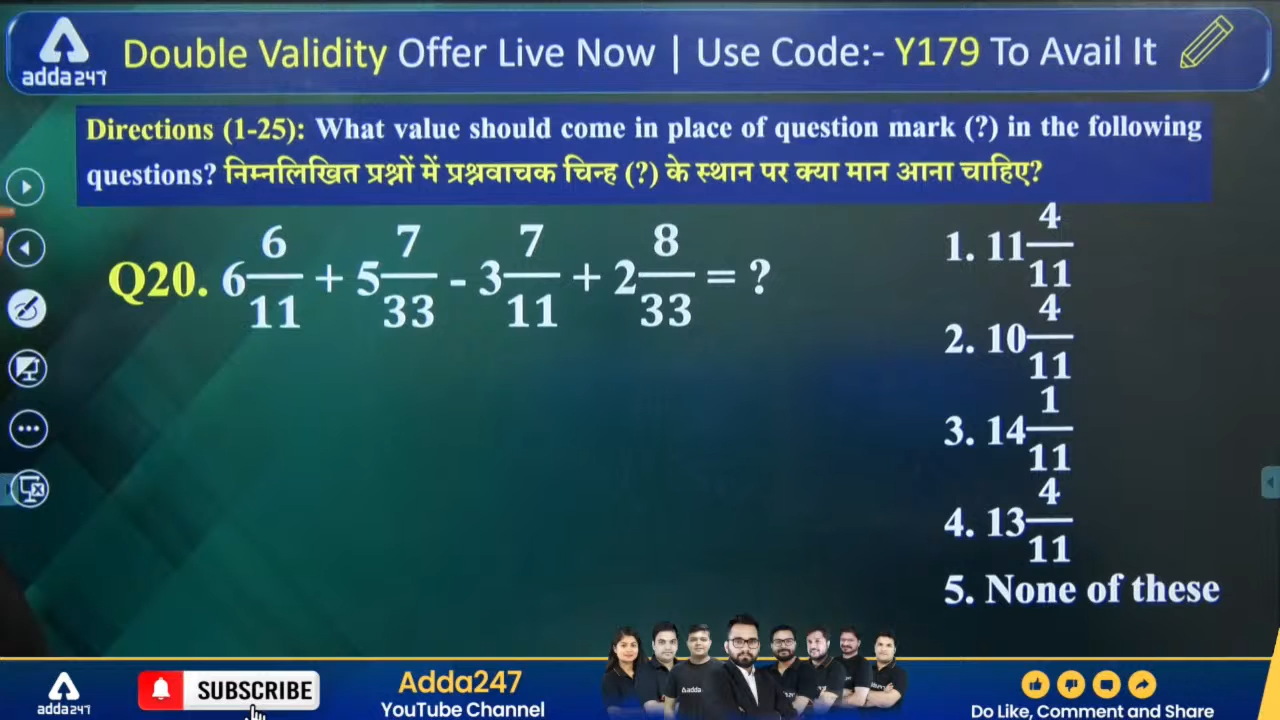 adda247
Double Validity Offer Live Now | Use Code:- Y179 To Avail It
Directions (1-25): What value should come in place of question mark (?) in the following
questions? निम्नलिखित प्रश्नों में प्रश्नवाचक चिन्ह (?) के स्थान पर क्या मान आना चाहिए?
Q20. 6 6/11 + 5 7/33 - 3 7/11 + 2 8/33 = ?
1. 11 4/11
2. 10 4/11
3. 14 1/11
4. 13 4/11
5. None of these
adda247
SUBSCRIBE
Adda247
YouTube Channel
Do Like, Comment and Share